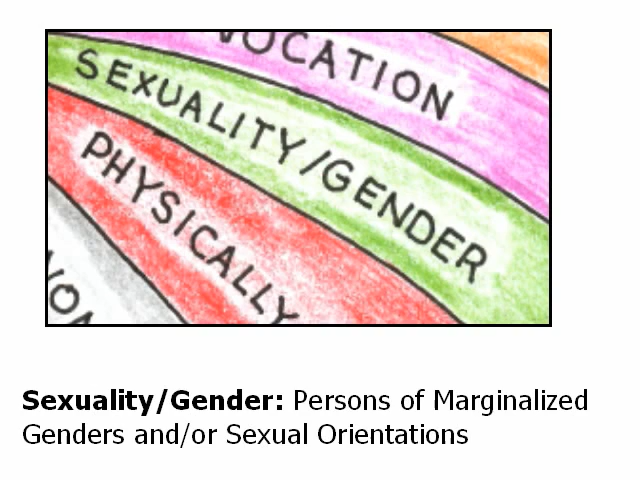 VOCATION
SEXUALITY/GENDER
PHYSICALLY
Sexuality/Gender: Persons of Marginalized
Genders and/or Sexual Orientations